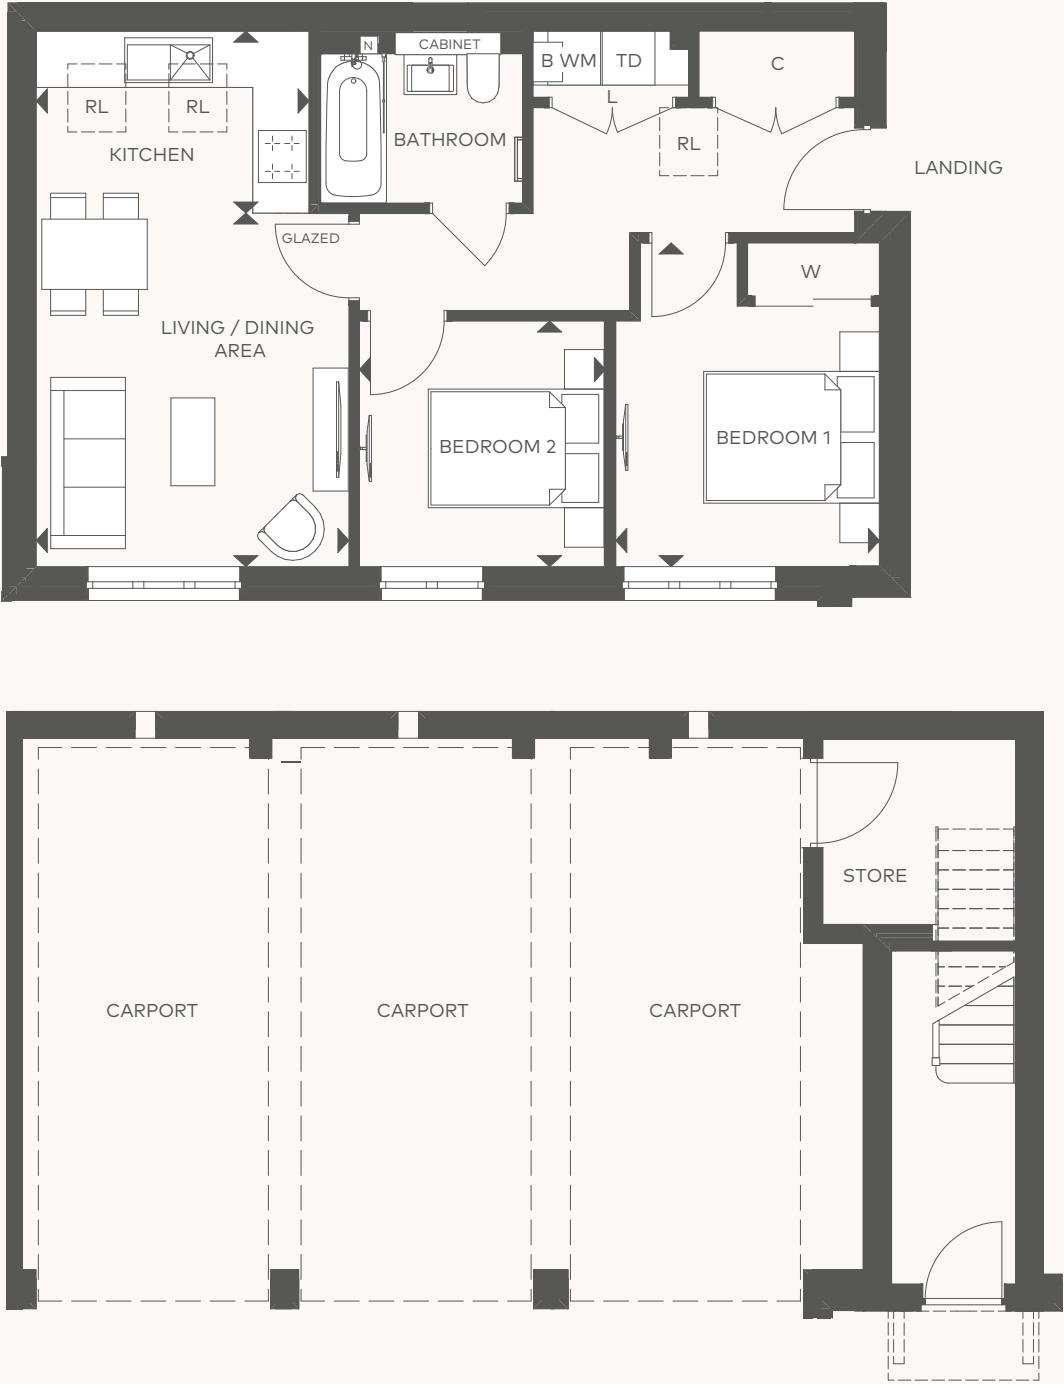 N
CABINET
B WM
TD
C
RL
RL
L
BATHROOM
RL
KITCHEN
LANDING
GLAZED
W
LIVING / DINING
AREA
BEDROOM 2
BEDROOM 1
STORE
CARPORT
CARPORT
CARPORT